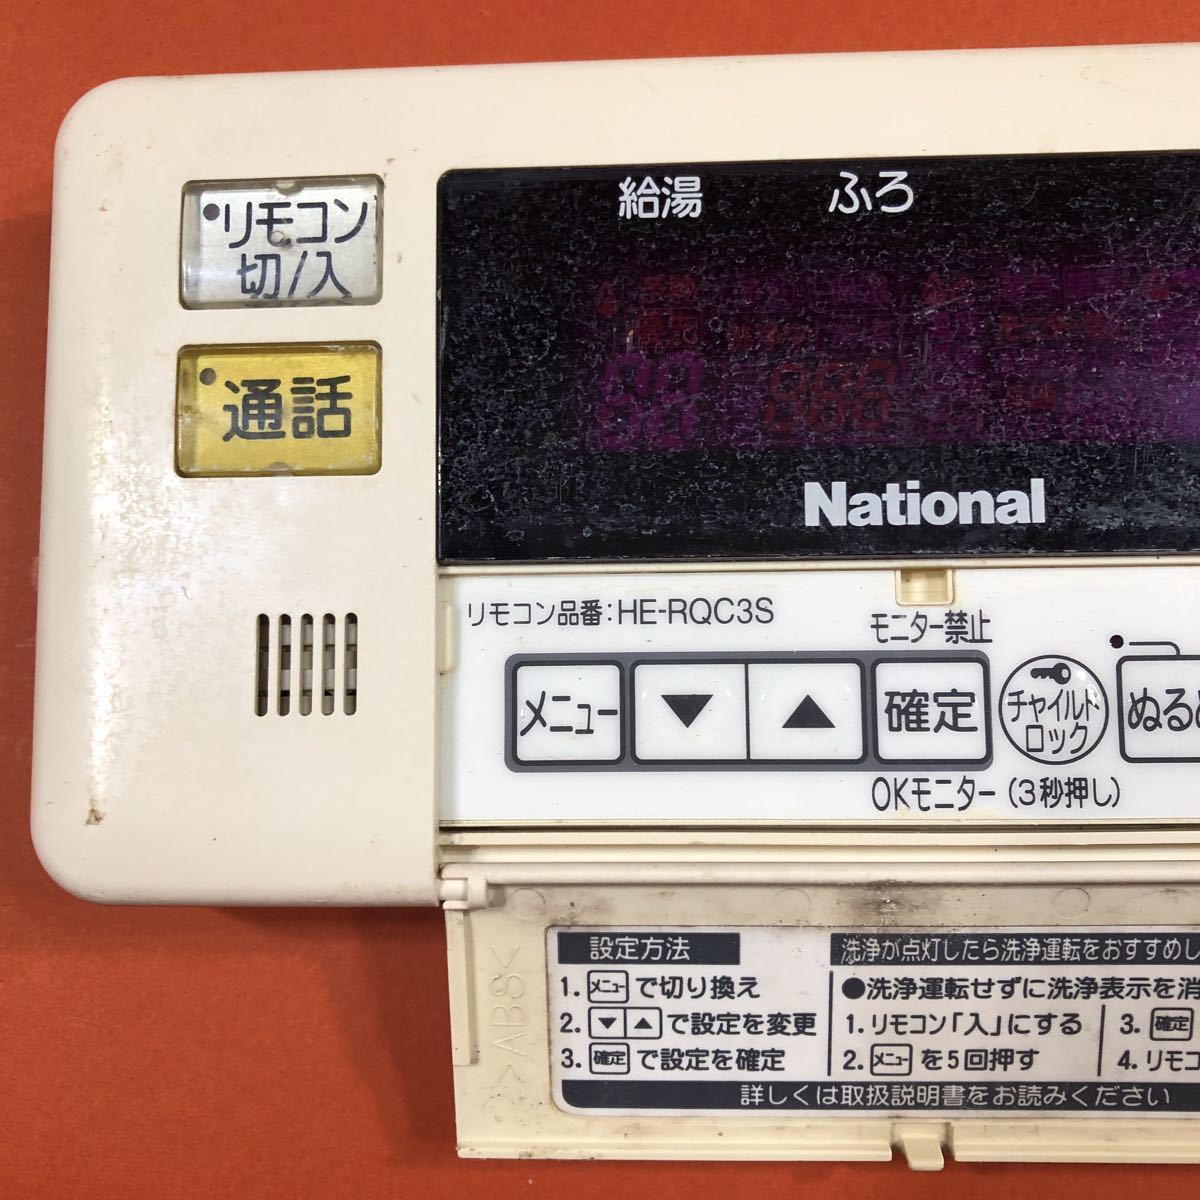 給湯
ふろ
リモコン
切/入
通話
National
リモコン品番:HE-RQC3S
モニター禁止
メニュー
▼
▲
確定
チャイルド
ロック
ぬる
OKモニター(3秒押し)
設定方法
1. メニュー で切り換え
2. ▼ ▲ で設定を変更
3. 確定 で設定を確定
洗浄が点灯したら洗浄運転をおすすめし
●洗浄運転せずに洗浄表示を消
1. リモコン「入」にする
2. メニュー を5回押す
3. 確定
4. リモコ
詳しくは取扱説明書をお読みください
>ABS<